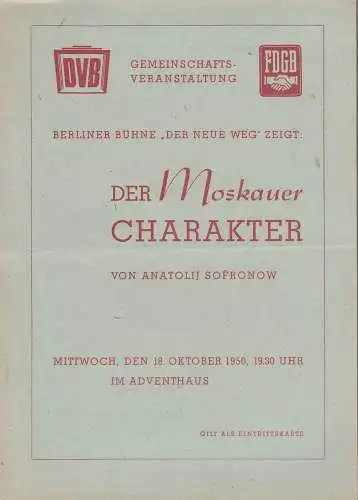 DVB
GEMEINSCHAFTS-
VERANSTALTUNG
FDGB
BERLINER BÜHNE „DER NEUE WEG" ZEIGT:
DER Moskauer
CHARAKTER
VON ANATOLIJ SOFRONOW
MITTWOCH, DEN 18. OKTOBER 1950, 19.30 UHR
IM ADVENTHAUS
GILT ALS EINTRITTSKARTE